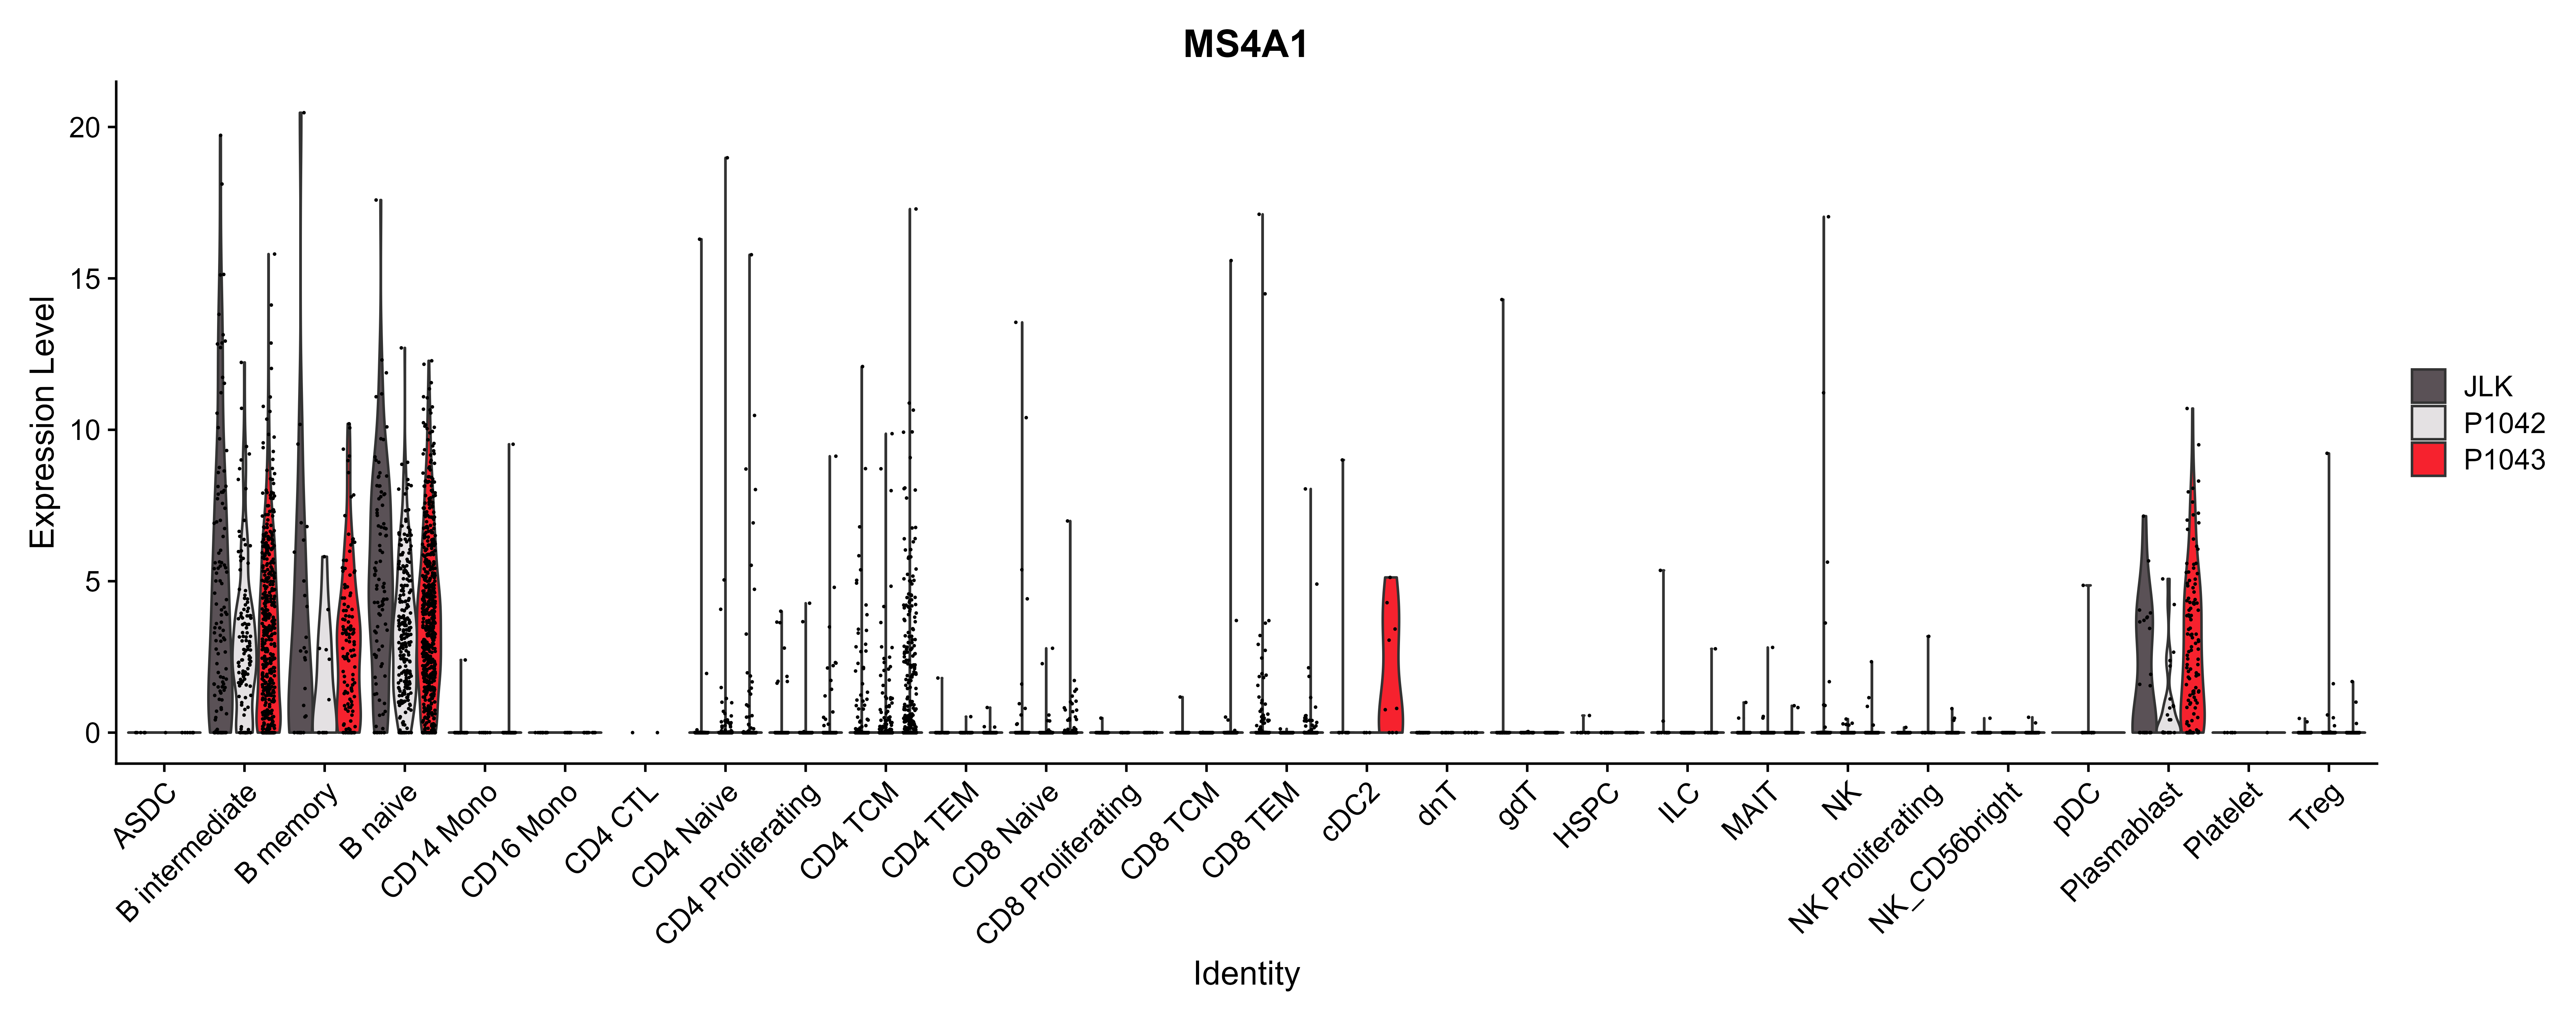 MS4A1
Expression Level
20
15
10
5
0
ASDC
B intermediate
B memory
B naive
CD14 Mono
CD16 Mono
CD4 CTL
CD4 Naive
CD4 Proliferating
CD4 TCM
CD4 TEM
CD8 Naive
CD8 Proliferating
CD8 TCM
CD8 TEM
cDC2
dnT
gdT
HSPC
ILC
MAIT
NK
NK Proliferating
NK_CD56bright
pDC
Plasmablast
Platelet
Treg
Identity
JLK
P1042
P1043